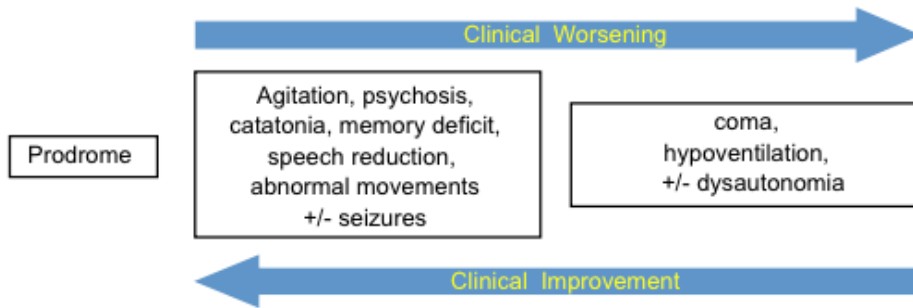 Clinical Worsening
Prodrome
Agitation, psychosis,
catatonia, memory deficit,
speech reduction,
abnormal movements
+/- seizures
coma,
hypoventilation,
+/- dysautonomia
Clinical Improvement